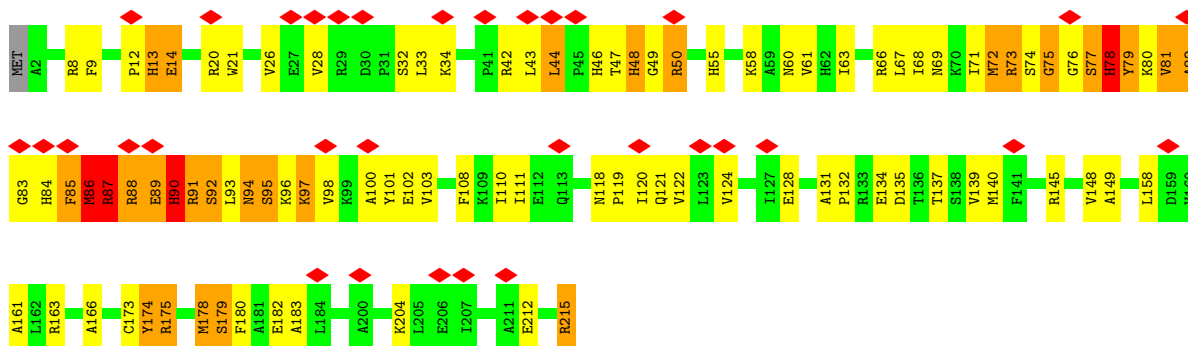 MET A2 R8 F9 P12 H13 E14 R20 W21 V26 E27 V28 R29 D30 P31 S32 L33 K34 P41 R42 L43 L44 P45 H46 T47 H48 G49 R50 H55 K58 A59 N60 V61 H62 I63 R66 L67 I68 N69 K70 I71 M72 R73 S74 G75 G76 S77 H78 Y79 K80 V81
G83 H84 F85 M86 R87 R88 E89 H90 R91 S92 L93 N94 S95 K96 K97 V98 K99 A100 Y101 E102 V103 F108 K109 I110 I111 E112 Q113 N118 P119 I120 Q121 V122 L123 V124 I127 E128 A131 P132 R133 E134 D135 T136 T137 S138 V139 M140 F141 R145 V148 A149 L158 D159
A161 L162 R163 A166 C173 Y174 R175 M178 S179 F180 A181 E182 A183 L184 A200 K204 L205 E206 I207 A211 E212 R215